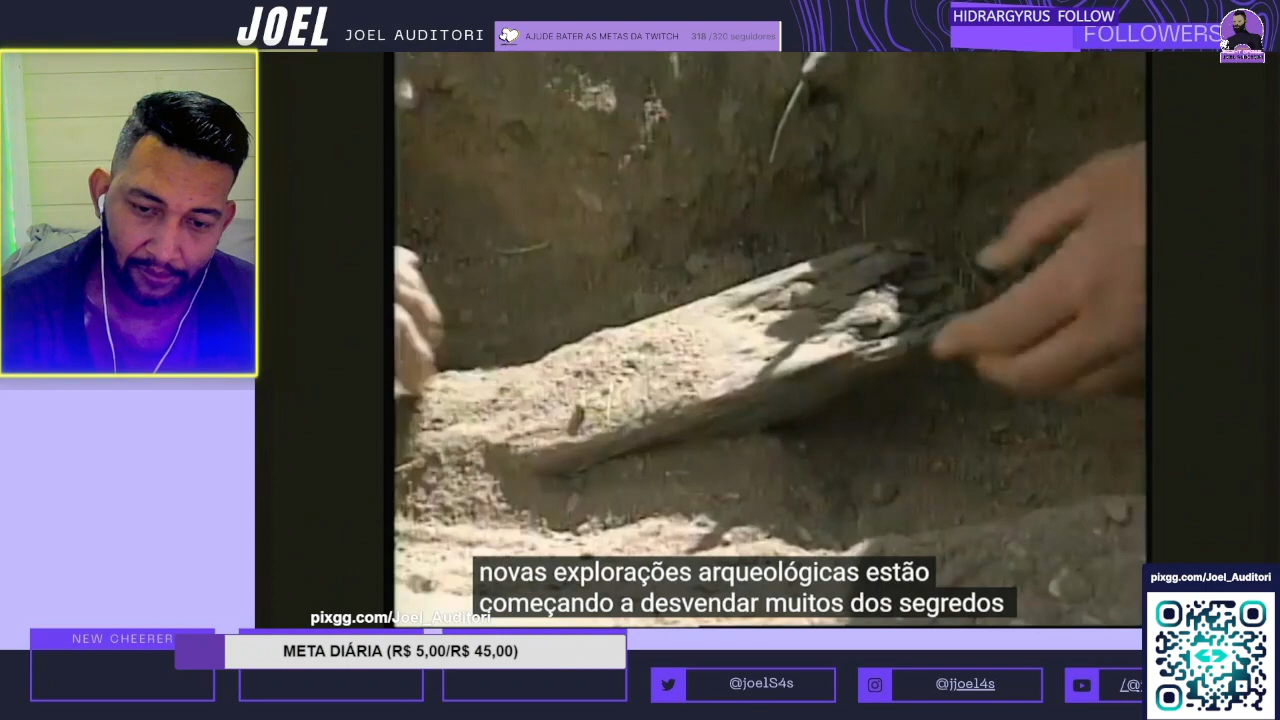 JOEL
JOEL AUDITORI
AJUDE BATER AS METAS DA TWITCH
318 /320 seguidores
HIDRARGYRUS FOLLOW
FOLLOWERS
novas explorações arqueológicas estão
começando a desvendar muitos dos segredos
pixgg.com/Joel_Auditori
pixgg.com/Joel_Auditori
NEW CHEERER
META DIÁRIA (R$ 5,00/R$ 45,00)
@joelS4s
@jjoel4s
/@j